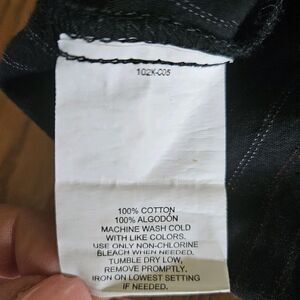 102X-C05
100% COTTON
100% ALGODÓN
MACHINE WASH COLD
WITH LIKE COLORS.
USE ONLY NON-CHLORINE
BLEACH WHEN NEEDED.
TUMBLE DRY LOW,
REMOVE PROMPTLY.
IRON ON LOWEST SETTING
IF NEEDED.